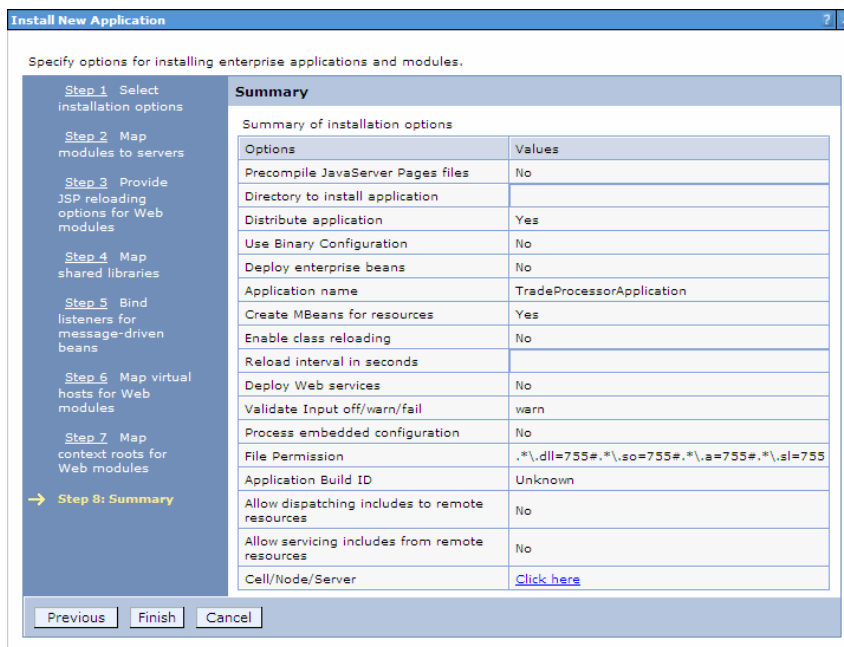 Install New Application
?
Specify options for installing enterprise applications and modules.
Step 1 Select
installation options
Step 2 Map
modules to servers
Step 3 Provide
JSP reloading
options for Web
modules
Step 4 Map
shared libraries
Step 5 Bind
listeners for
message-driven
beans
Step 6 Map virtual
hosts for Web
modules
Step 7 Map
context roots for
Web modules
Step 8: Summary
Summary
Summary of installation options
Options Values
Precompile JavaServer Pages files No
Directory to install application
Distribute application Yes
Use Binary Configuration No
Deploy enterprise beans No
Application name TradeProcessorApplication
Create MBeans for resources Yes
Enable class reloading No
Reload interval in seconds
Deploy Web services No
Validate Input off/warn/fail warn
Process embedded configuration No
File Permission .*\.dll=755#.*\.so=755#.*\.a=755#.*\.sl=755
Application Build ID Unknown
Allow dispatching includes to remote
resources No
Allow servicing includes from remote
resources No
Cell/Node/Server Click here
Previous Finish Cancel